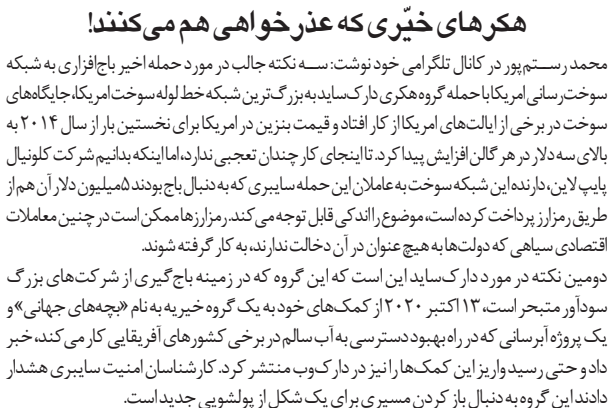 هکرهای خیّری که عذرخواهی هم می‌کنند!
محمد رستم‌پور در کانال تلگرامی خود نوشت: سه نکته جالب در مورد حمله اخیر باج‌افزاری به شبکه
سوخت‌رسانی امریکا با حمله گروه هکری دارک‌ساید به بزرگ‌ترین شبکه خط لوله سوخت امریکا، جایگاه‌های
سوخت در برخی از ایالت‌های امریکا از کار افتاد و قیمت بنزین در امریکا برای نخستین بار از سال ۲۰۱۴ به
بالای سه دلار در هر گالن افزایش پیدا کرد. تا اینجای کار چندان تعجبی ندارد، اما اینکه بدانیم شرکت کلونیال
پایپ لاین، دارنده این شبکه سوخت به عاملان این حمله سایبری که به دنبال باج بودند ۵میلیون دلار آن هم از
طریق رمزارز پرداخت کرده است، موضوع را اندکی قابل توجه می‌کند. رمزارزها ممکن است در چنین معاملات
اقتصادی سیاهی که دولت‌ها به هیچ عنوان در آن دخالت ندارند، به کار گرفته شوند.
دومین نکته در مورد دارک‌ساید این است که این گروه که در زمینه باج‌گیری از شرکت‌های بزرگ
سودآور متبحر است، ۱۳ اکتبر ۲۰۲۰ از کمک‌های خود به یک گروه خیریه به نام «بچه‌های جهانی» و
یک پروژه آبرسانی که در راه بهبود دسترسی به آب سالم در برخی کشورهای آفریقایی کار می‌کند، خبر
داد و حتی رسید واریز این کمک‌ها را نیز در دارک‌وب منتشر کرد. کارشناسان امنیت سایبری هشدار
دادند این گروه به دنبال باز کردن مسیری برای یک شکل از پولشویی جدید است.